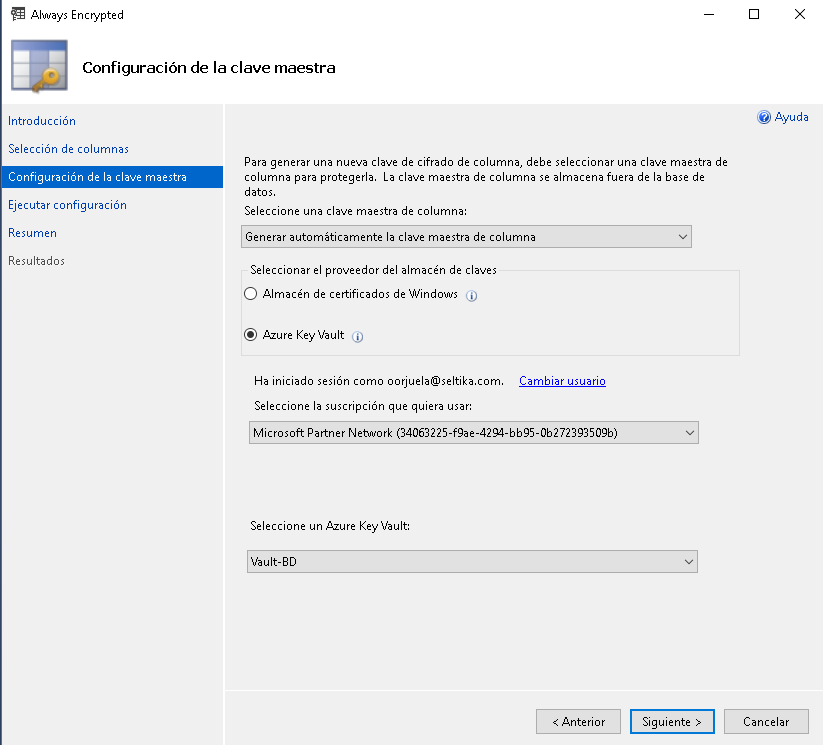 Always Encrypted
Configuración de la clave maestra
Introducción
Selección de columnas
Configuración de la clave maestra
Ejecutar configuración
Resumen
Resultados
Ayuda
Para generar una nueva clave de cifrado de columna, debe seleccionar una clave maestra de
columna para protegerla. La clave maestra de columna se almacena fuera de la base de
datos.
Seleccione una clave maestra de columna:
Generar automáticamente la clave maestra de columna
Seleccionar el proveedor del almacén de claves
Almacén de certificados de Windows
Azure Key Vault
Ha iniciado sesión como oorjuela@seltika.com. Cambiar usuario
Seleccione la suscripción que quiera usar:
Microsoft Partner Network (34063225-f9ae-4294-bb95-0b272393509b)
Seleccione un Azure Key Vault:
Vault-BD
< Anterior
Siguiente >
Cancelar